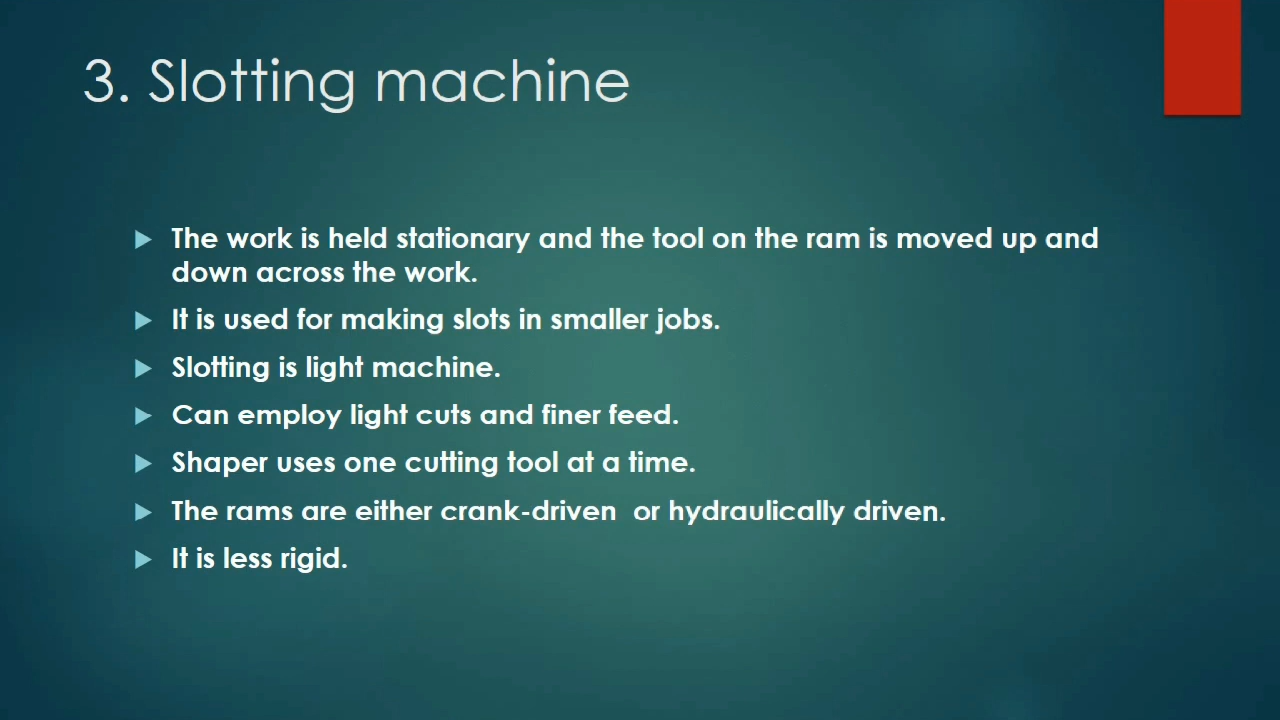 3. Slotting machine
The work is held stationary and the tool on the ram is moved up and
down across the work.
It is used for making slots in smaller jobs.
Slotting is light machine.
Can employ light cuts and finer feed.
Shaper uses one cutting tool at a time.
The rams are either crank-driven  or hydraulically driven.
It is less rigid.